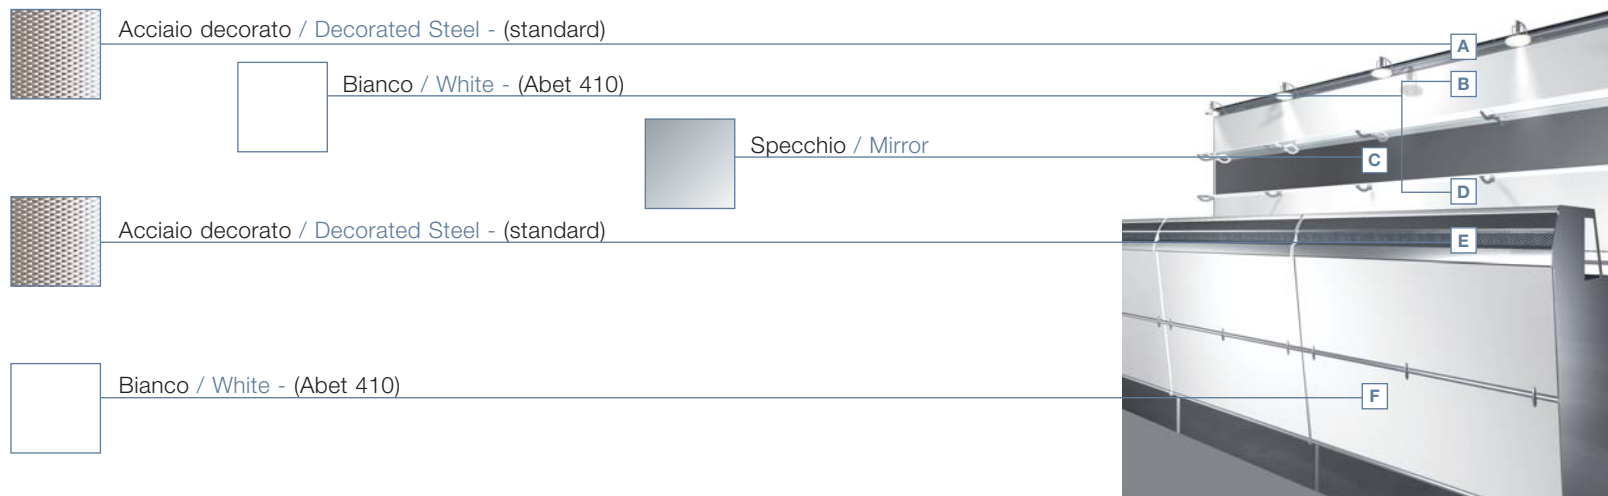 Acciaio decorato / Decorated Steel - (standard)
A
Bianco / White - (Abet 410)
B
Specchio / Mirror
C
D
Acciaio decorato / Decorated Steel - (standard)
E
Bianco / White - (Abet 410)
F